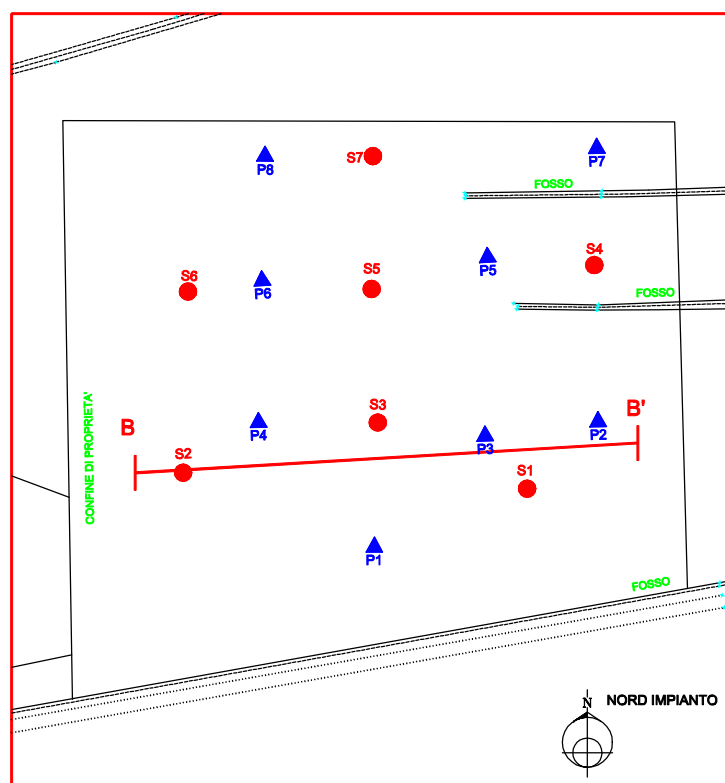 S7
P8
P7
FOSSO
S4
P5
S5
S6
P6
FOSSO
CONFINE DI PROPRIETA'
B
S3
B'
P4
P3
P2
S2
S1
P1
FOSSO
N
NORD IMPIANTO